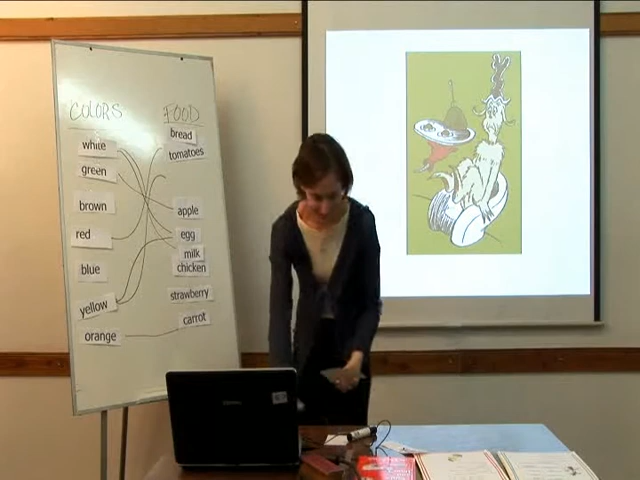 COLORS
white
green
brown
red
blue
yellow
orange
FOOD
bread
tomatoes
apple
egg
milk
chicken
strawberry
carrot